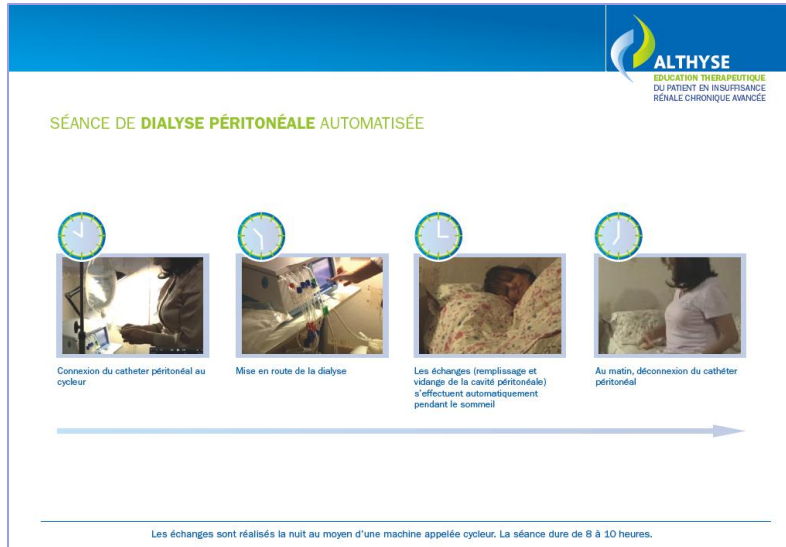 ALTHYSE
EDUCATION THERAPEUTIQUE
DU PATIENT EN INSUFFISANCE
RÉNALE CHRONIQUE AVANCÉE
SÉANCE DE DIALYSE PÉRITONÉALE AUTOMATISÉE
Connexion du catheter péritonéal au
cycleur
Mise en route de la dialyse
Les échanges (remplissage et
vidange de la cavité péritonéale)
s'effectuent automatiquement
pendant le sommeil
Au matin, déconnexion du cathéter
péritonéal
Les échanges sont réalisés la nuit au moyen d'une machine appelée cycleur. La séance dure de 8 à 10 heures.